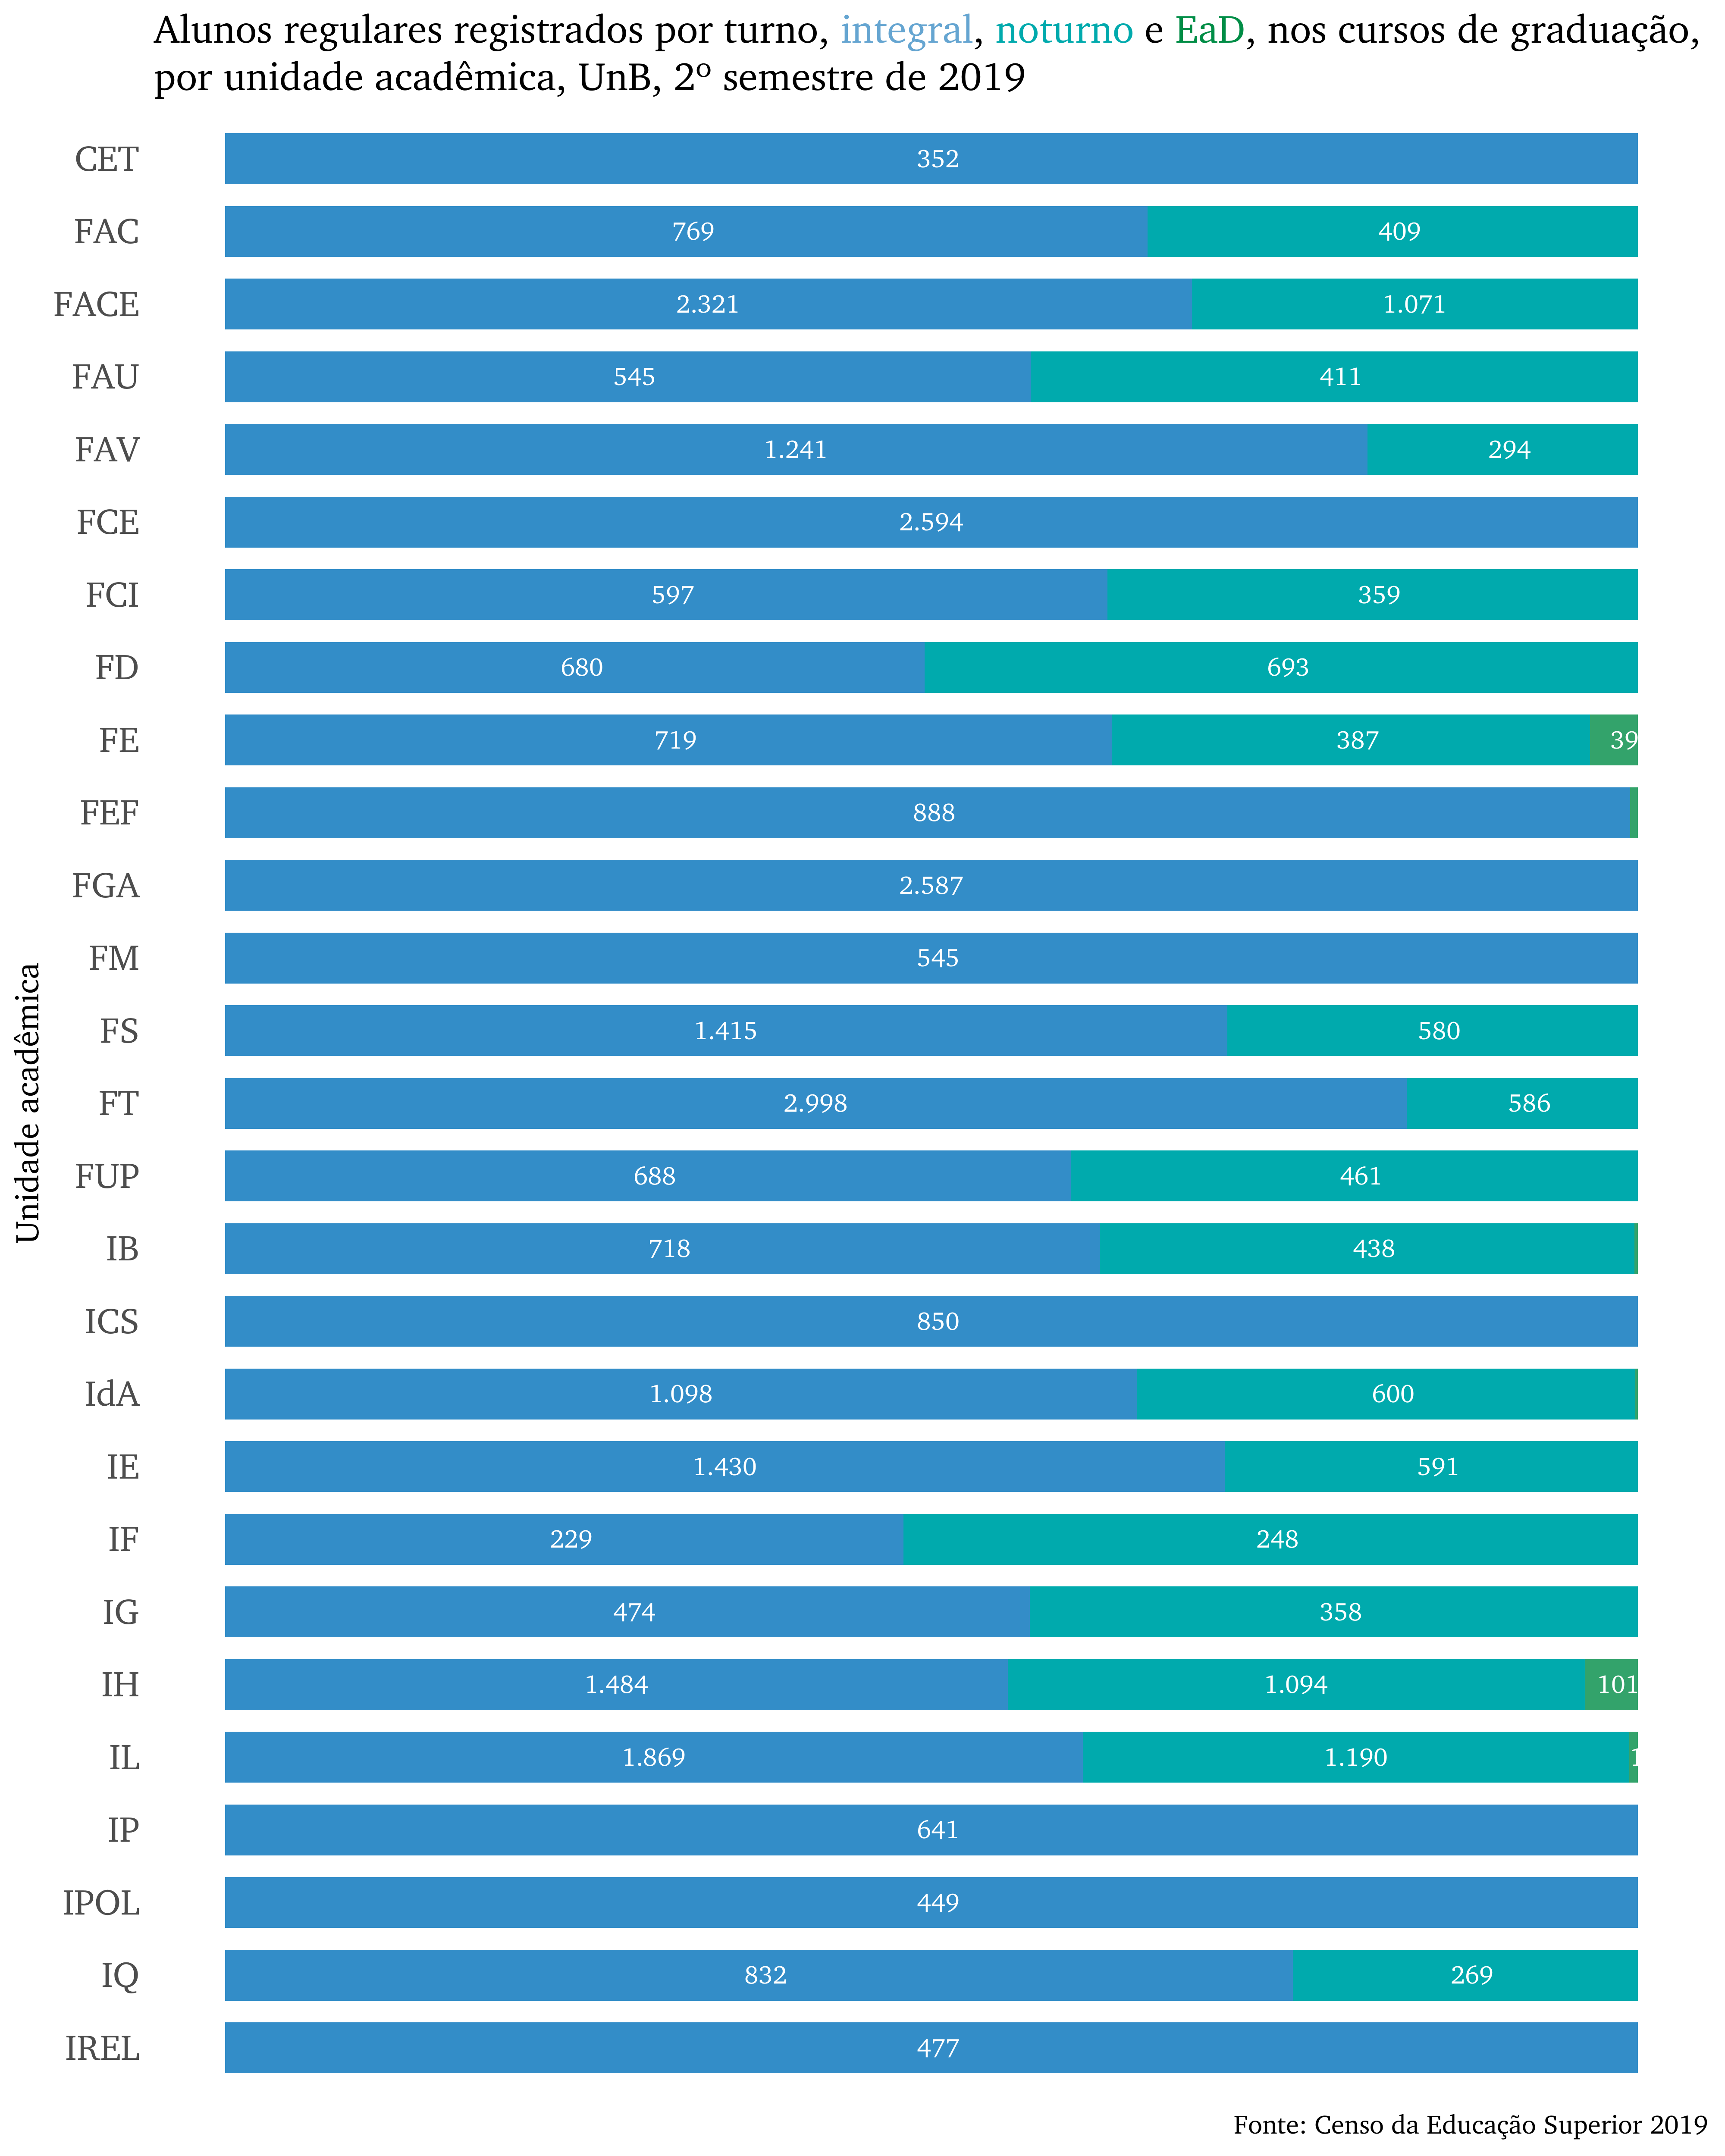 Alunos regulares registrados por turno, integral, noturno e EaD, nos cursos de graduação,
por unidade acadêmica, UnB, 2º semestre de 2019
Unidade acadêmica
CET 352
FAC 769 409
FACE 2.321 1.071
FAU 545 411
FAV 1.241 294
FCE 2.594
FCI 597 359
FD 680 693
FE 719 387 39
FEF 888
FGA 2.587
FM 545
FS 1.415 580
FT 2.998 586
FUP 688 461
IB 718 438
ICS 850
IdA 1.098 600
IE 1.430 591
IF 229 248
IG 474 358
IH 1.484 1.094 101
IL 1.869 1.190
IP 641
IPOL 449
IQ 832 269
IREL 477
Fonte: Censo da Educação Superior 2019